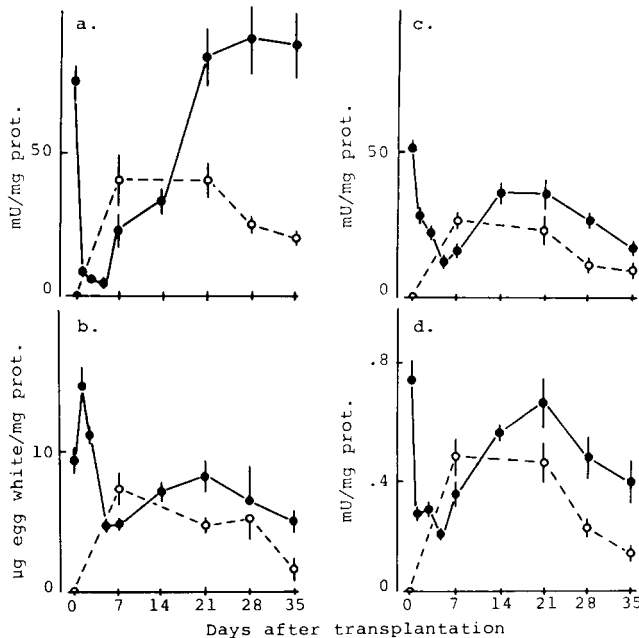 a.
mU/mg prot.
50
0
c.
mU/mg prot.
50
0
b.
µg egg white/mg prot.
10
0
0 7 14 21 28 35
d.
mU/mg prot.
.8
.4
0
0 7 14 21 28 35
Days after transplantation